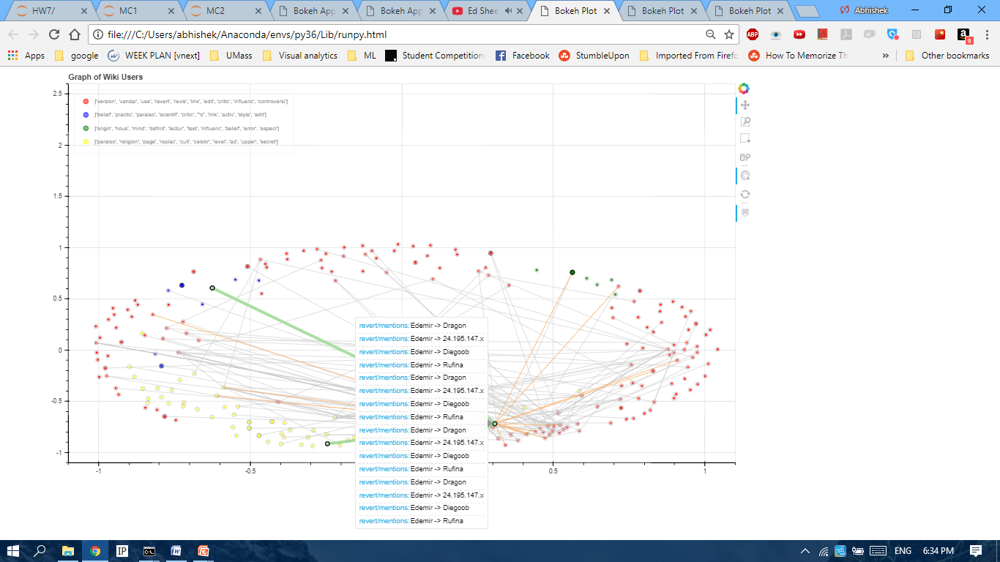 HW7/
MC1
MC2
Bokeh App
Bokeh App
Ed Shee
Bokeh Plot
Bokeh Plot
Bokeh Plot
Abhishek
file:///C:/Users/abhishek/Anaconda/envs/py36/Lib/runpy.html
ABP
a
9
Apps
google
WEEK PLAN [vnext]
UMass
Visual analytics
ML
Student Competition
Facebook
StumbleUpon
Imported From Firefo
How To Memorize Th
»
Other bookmarks
Graph of Wiki Users
['version', 'vandal', 'use', 'revert', 'revis', 'link', 'edit', 'critic', 'influenc', 'controversi']
['belief', 'practic', 'paraiso', 'scientif', 'critic', "'s", 'link', 'activ', 'style', 'edit']
['origin', 'hous', 'mind', 'definit', 'lectur', 'text', 'influenc', 'belief', 'error', 'especi']
['paraiso', 'religion', 'page', 'replac', 'cult', 'celebr', 'level', 'ad', 'upper', 'secret']
2.5
2
1.5
1
0.5
0
-0.5
-1
-1
-0.5
0.5
1
revert/mentions: Edemir -> Dragon
revert/mentions: Edemir -> 24.195.147.x
revert/mentions: Edemir -> Diegoob
revert/mentions: Edemir -> Rufina
revert/mentions: Edemir -> Dragon
revert/mentions: Edemir -> 24.195.147.x
revert/mentions: Edemir -> Diegoob
revert/mentions: Edemir -> Rufina
revert/mentions: Edemir -> Dragon
revert/mentions: Edemir -> 24.195.147.x
revert/mentions: Edemir -> Diegoob
revert/mentions: Edemir -> Rufina
revert/mentions: Edemir -> Dragon
revert/mentions: Edemir -> 24.195.147.x
revert/mentions: Edemir -> Diegoob
revert/mentions: Edemir -> Rufina
IP
ENG
6:34 PM